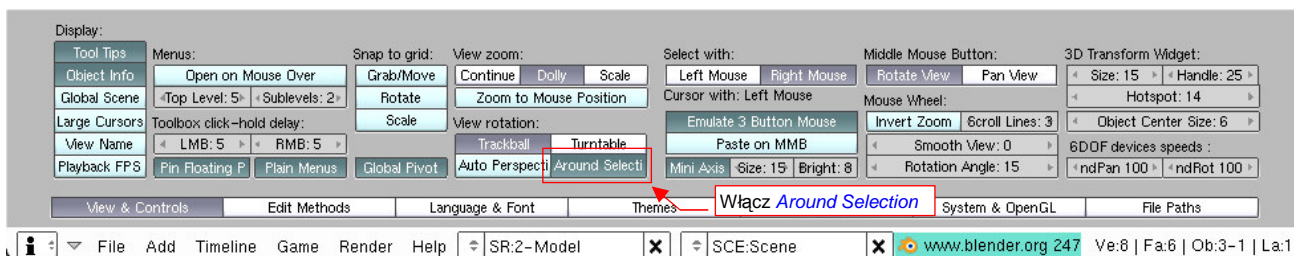 Display:
Tool Tips Menus: Snap to grid: View zoom: Select with: Middle Mouse Button: 3D Transform Widget:
Object Info Open on Mouse Over Grab/Move Continue Dolly Scale Left Mouse Right Mouse Rotate View Pan View Size: 15 Handle: 25
Global Scene Top Level: 5 Sublevels: 2 Rotate Zoom to Mouse Position Cursor with: Left Mouse Mouse Wheel: Hotspot: 14
Large Cursors Toolbox click-hold delay: Scale View rotation: Emulate 3 Button Mouse Invert Zoom Scroll Lines: 3 Object Center Size: 6
View Name LMB: 5 RMB: 5 Trackball Turntable Paste on MMB Smooth View: 0 6DOF devices speeds :
Playback FPS Pin Floating P Plain Menus Global Pivot Auto Perspecti Around Selecti Mini Axis Size: 15 Bright: 8 Rotation Angle: 15 ndPan 100 ndRot 100
Włącz Around Selection
View & Controls Edit Methods Language & Font Themes System & OpenGL File Paths
File Add Timeline Game Render Help SR:2-Model SCE:Scene www.blender.org 247 Ve:8 | Fa:6 | Ob:3-1 | La:1